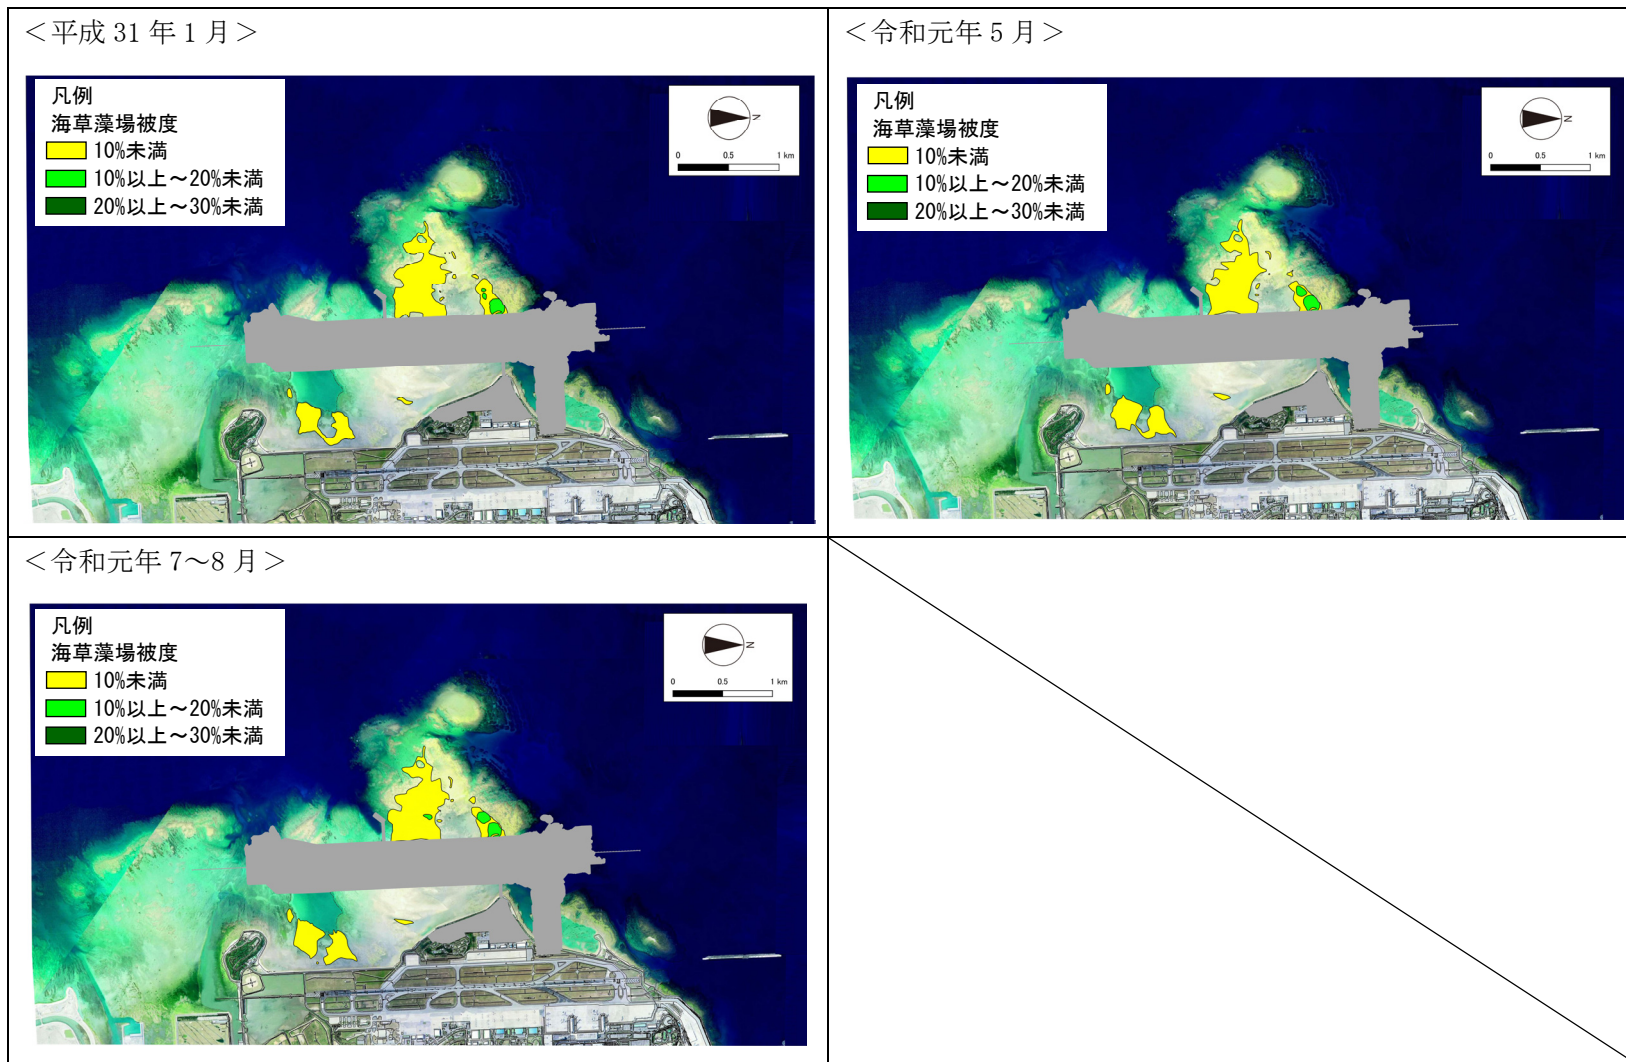 ＜平成 31 年 1 月＞
凡例
海草藻場被度
10%未満
10%以上～20%未満
20%以上～30%未満
N
0 0.5 1 km
＜令和元年 5 月＞
凡例
海草藻場被度
10%未満
10%以上～20%未満
20%以上～30%未満
N
0 0.5 1 km
＜令和元年 7～8 月＞
凡例
海草藻場被度
10%未満
10%以上～20%未満
20%以上～30%未満
N
0 0.5 1 km